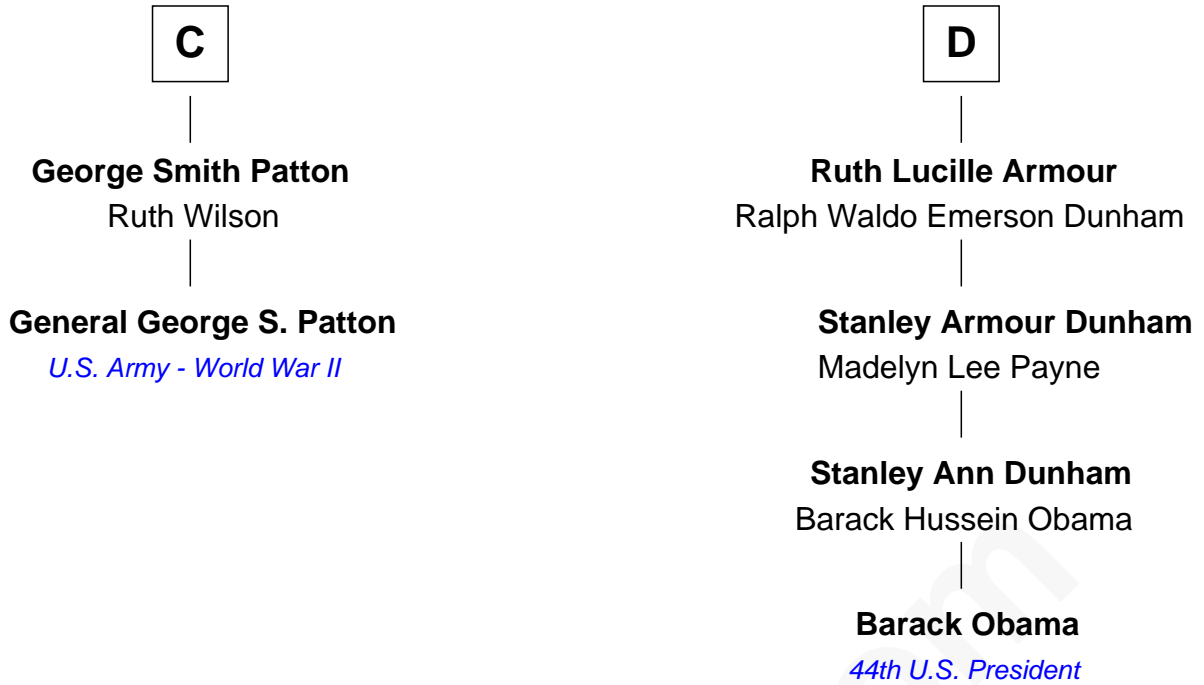 C
George Smith Patton
Ruth Wilson
General George S. Patton
U.S. Army - World War II
D
Ruth Lucille Armour
Ralph Waldo Emerson Dunham
Stanley Armour Dunham
Madelyn Lee Payne
Stanley Ann Dunham
Barack Hussein Obama
Barack Obama
44th U.S. President